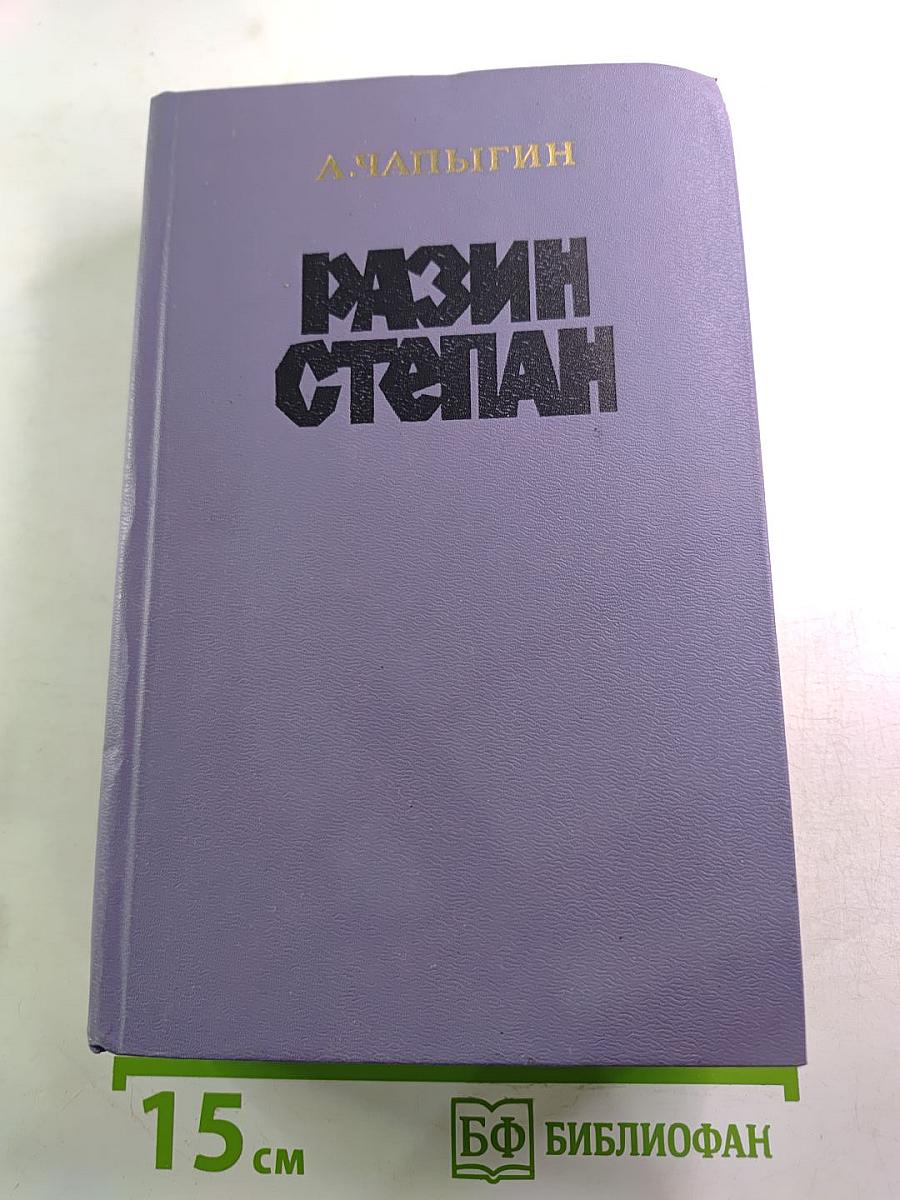 А.ЧАПЫГИН
РАЗИН
СТЕПАН
15 см
БФ БИБЛИОФАН